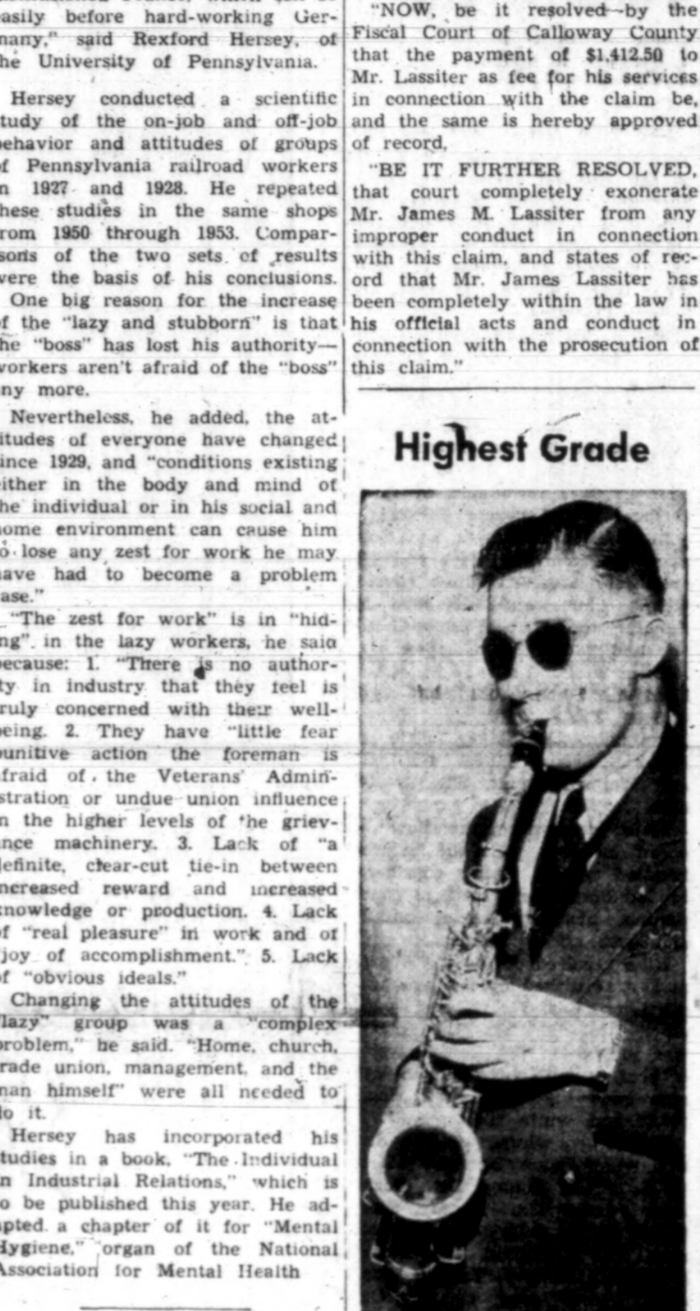 easily before hard-working Ger-
many," said Rexford Hersey, of
the University of Pennsylvania.
Hersey conducted a scientific
study of the on-job and off-job
behavior and attitudes of groups
of Pennsylvania railroad workers
in 1927 and 1928. He repeated
these studies in the same shops
from 1950 through 1953. Compar-
isons of the two sets of results
were the basis of his conclusions.
One big reason for the increase
of the "lazy and stubborn" is that
the "boss" has lost his authority—
workers aren't afraid of the "boss"
any more.
Nevertheless, he added, the at-
titudes of everyone have changed
since 1929, and "conditions existing
either in the body and mind of
the individual or in his social and
home environment can cause him
to lose any zest for work he may
have had to become a problem
case."
"The zest for work" is in "hid-
ing" in the lazy workers, he said
because: 1. "There is no author-
ity in industry that they feel is
truly concerned with their well-
being. 2. They have "little fear
punitive action the foreman is
afraid of the Veterans' Admin-
istration or undue union influence
in the higher levels of the griev-
ance machinery. 3. Lack of "a
definite, clear-cut tie-in between
increased reward and increased
knowledge or production. 4. Lack
of "real pleasure" in work and of
"joy of accomplishment." 5. Lack
of "obvious ideals."
Changing the attitudes of the
"lazy" group was a "complex
problem," he said. "Home, church,
trade union, management, and the
man himself" were all needed to
do it.
Hersey has incorporated his
studies in a book, "The Individual
in Industrial Relations," which is
to be published this year. He ad-
apted a chapter of it for "Mental
Hygiene," organ of the National
Association for Mental Health
"NOW, be it resolved—by the
Fiscal Court of Calloway County
that the payment of $1,412.50 to
Mr. Lassiter as fee for his services
in connection with the claim be,
and the same is hereby approved
of record.
"BE IT FURTHER RESOLVED,
that court completely exonerate
Mr. James M. Lassiter from any
improper conduct in connection
with this claim, and states of rec-
ord that Mr. James Lassiter has
been completely within the law in
his official acts and conduct in
connection with the prosecution of
this claim."
Highest Grade